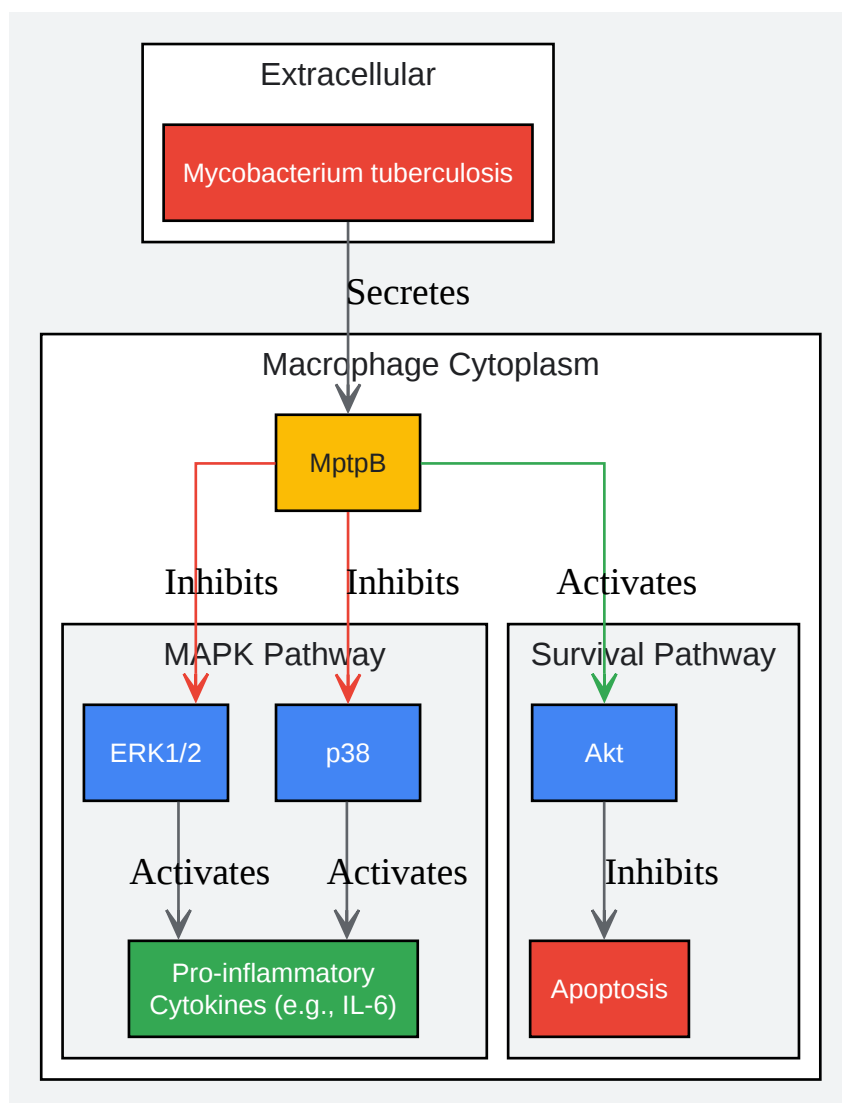 Extracellular
Mycobacterium tuberculosis
Secretes
Macrophage Cytoplasm
MptpB
Inhibits
Inhibits
Activates
MAPK Pathway
Survival Pathway
ERK1/2
p38
Akt
Activates
Activates
Inhibits
Pro-inflammatory
Cytokines (e.g., IL-6)
Apoptosis